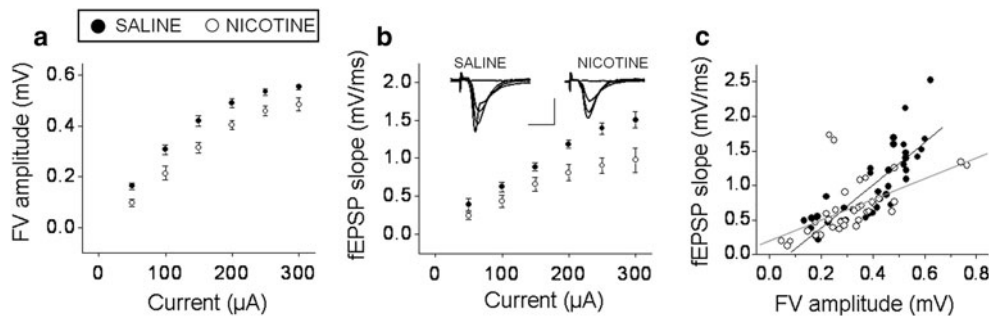 SALINE NICOTINE
a
FV amplitude (mV)
0.6
0.4
0.2
0.0
0 100 200 300
Current (µA)
b
SALINE NICOTINE
fEPSP slope (mV/ms)
2.0
1.5
1.0
0.5
0.0
0 100 200 300
Current (µA)
c
fEPSP slope (mV/ms)
2.5
2.0
1.5
1.0
0.5
0.0
0.0 0.2 0.4 0.6 0.8
FV amplitude (mV)